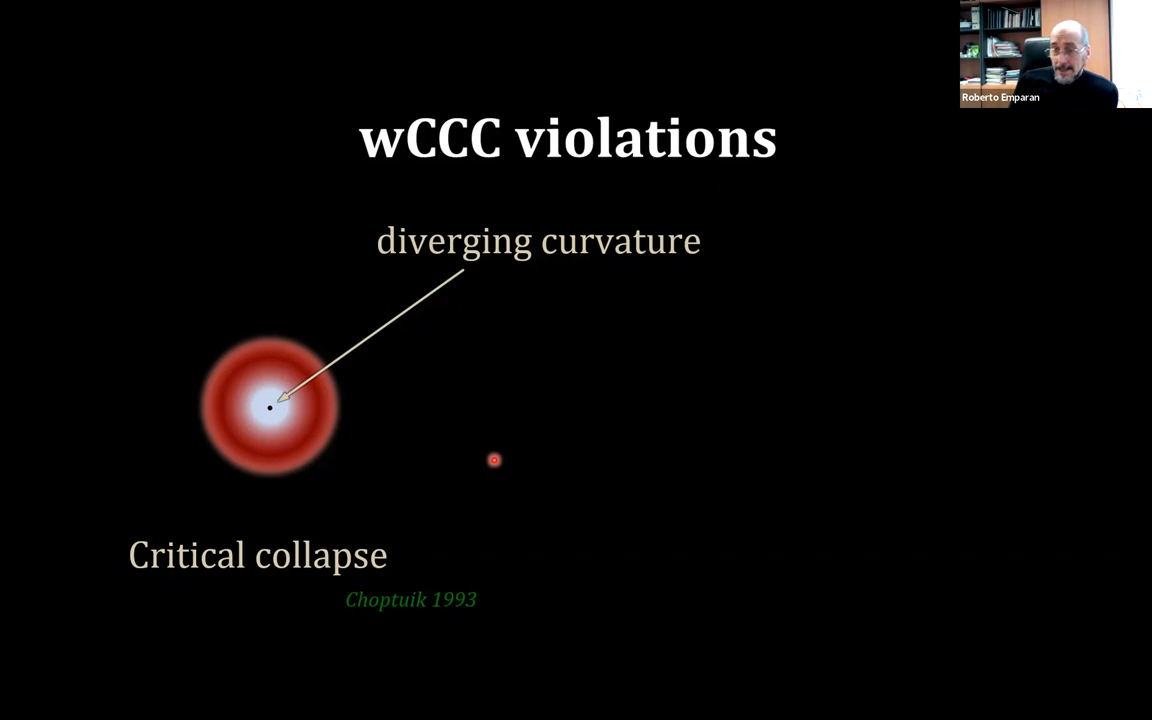 Roberto Emparan
wCCC violations
diverging curvature
Critical collapse
Choptuik 1993